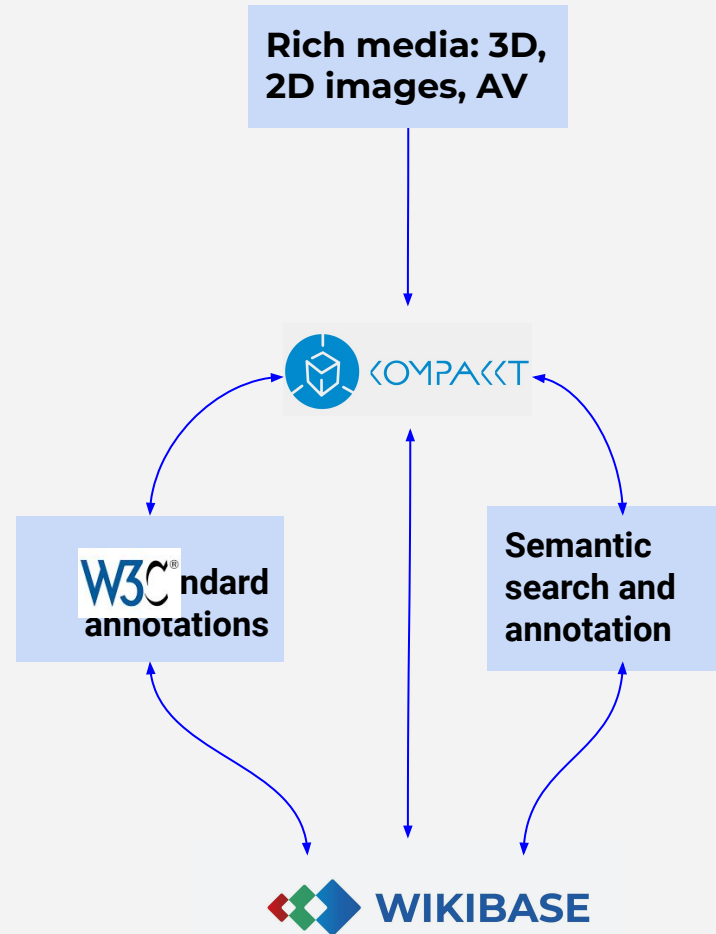 Rich media: 3D,
2D images, AV
KOMPAKKT
W3C® ndard
annotations
Semantic
search and
annotation
WIKIBASE